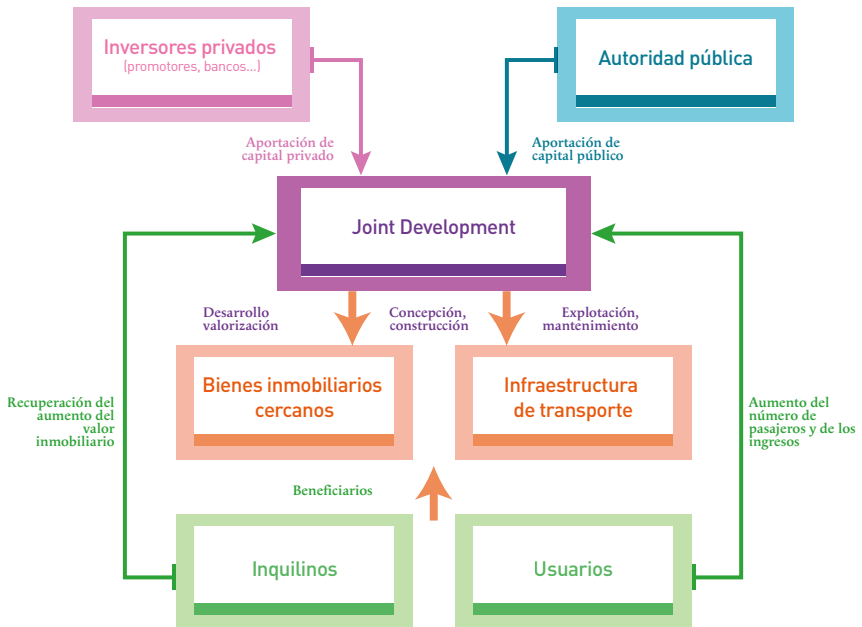 Inversores privados
(promotores, bancos...)
Autoridad pública
Aportación de
capital privado
Aportación de
capital público
Joint Development
Desarrollo
valorización
Concepción,
construcción
Explotación,
mantenimiento
Bienes inmobiliarios
cercanos
Infraestructura
de transporte
Recuperación del
aumento del
valor
inmobiliario
Aumento del
número de
pasajeros y de los
ingresos
Beneficiarios
Inquilinos
Usuarios